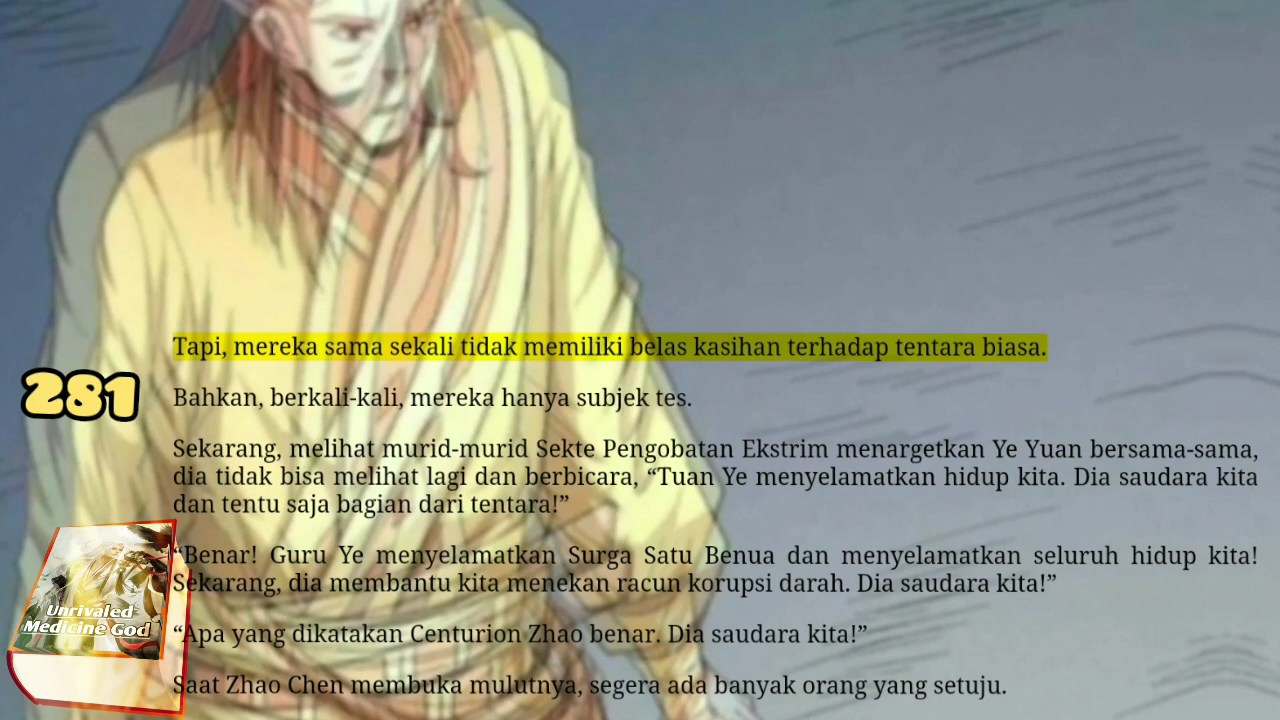 Tapi, mereka sama sekali tidak memiliki belas kasihan terhadap tentara biasa.
281
Bahkan, berkali-kali, mereka hanya subjek tes.
Sekarang, melihat murid-murid Sekte Pengobatan Ekstrim menargetkan Ye Yuan bersama-sama,
dia tidak bisa melihat lagi dan berbicara, “Tuan Ye menyelamatkan hidup kita. Dia saudara kita
dan tentu saja bagian dari tentara!”
“Benar! Guru Ye menyelamatkan Surga Satu Benua dan menyelamatkan seluruh hidup kita!
Sekarang, dia membantu kita menekan racun korupsi darah. Dia saudara kita!”
Unrivaled
Medicine God
“Apa yang dikatakan Centurion Zhao benar. Dia saudara kita!”
Saat Zhao Chen membuka mulutnya, segera ada banyak orang yang setuju.